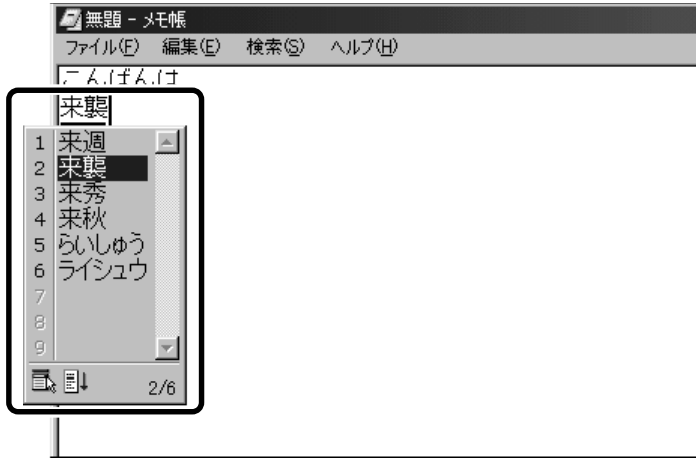 無題 - メモ帳
ファイル(F) 編集(E) 検索(S) ヘルプ(H)
こんばんは
来襲
1 来週
2 来襲
3 来秀
4 来秋
5 らいしゅう
6 ライシュウ
7
8
9
2/6